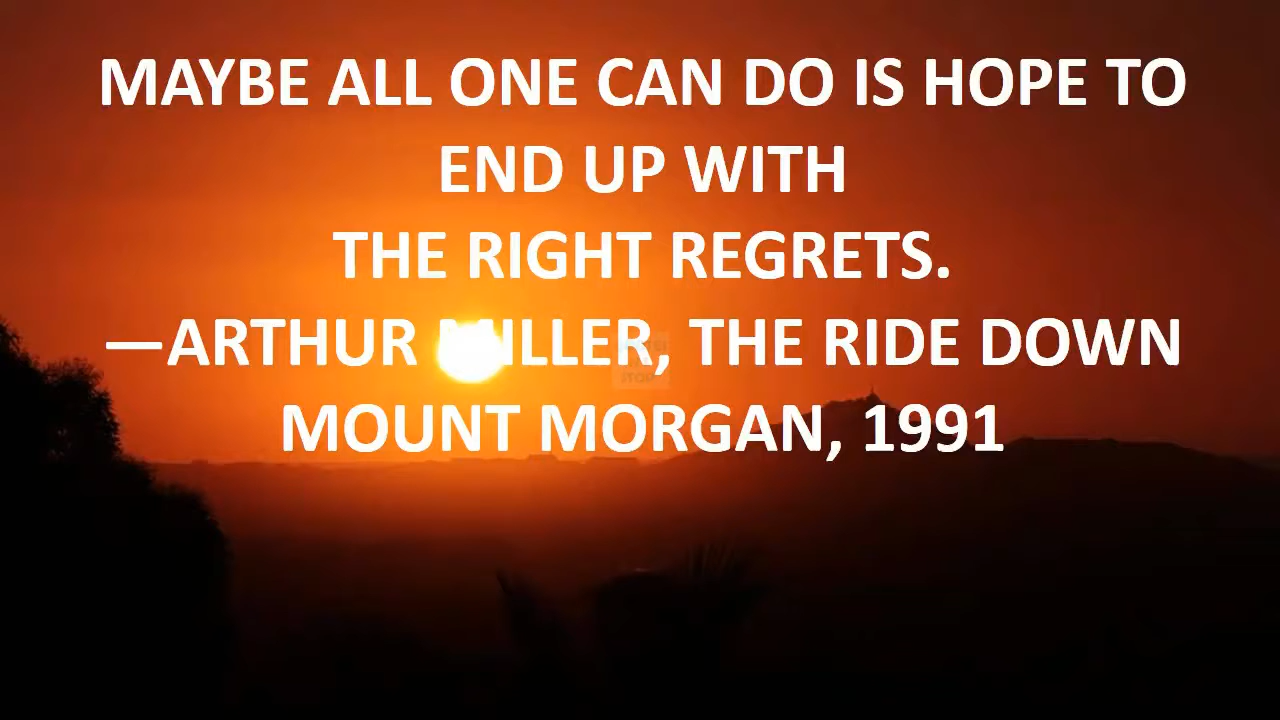 MAYBE ALL ONE CAN DO IS HOPE TO
END UP WITH
THE RIGHT REGRETS.
—ARTHUR MILLER, THE RIDE DOWN
MOUNT MORGAN, 1991